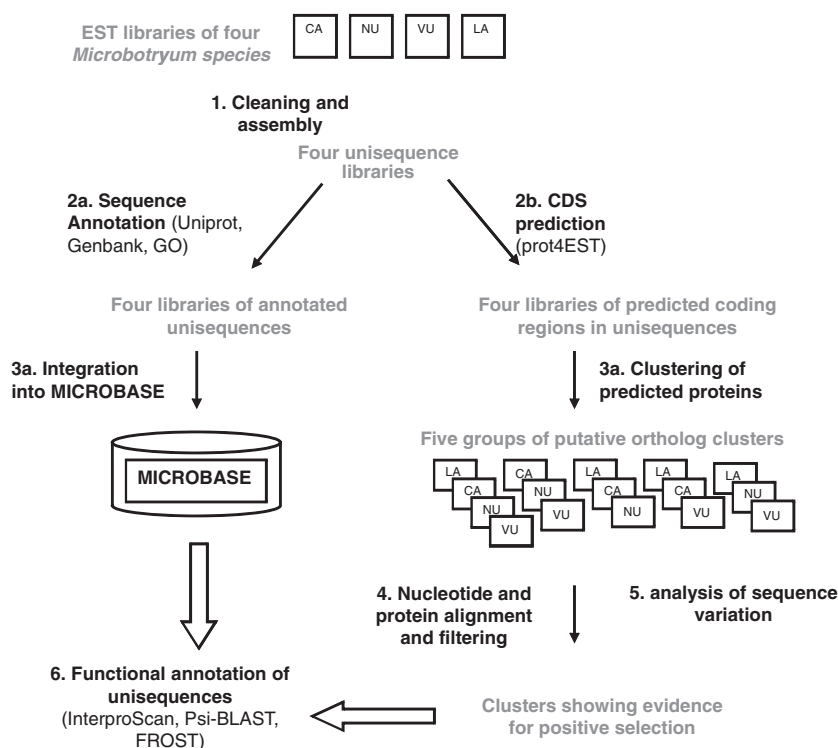 EST libraries of four
Microbotryum species
CA
NU
VU
LA
1. Cleaning and
assembly
Four unisequence
libraries
2a. Sequence
Annotation (Uniprot,
Genbank, GO)
2b. CDS
prediction
(prot4EST)
Four libraries of annotated
unisequences
Four libraries of predicted coding
regions in unisequences
3a. Integration
into MICROBASE
3a. Clustering of
predicted proteins
MICROBASE
Five groups of putative ortholog clusters
LA
CA
NU
VU
CA
NU
VU
LA
CA
NU
LA
CA
VU
LA
NU
VU
4. Nucleotide and
protein alignment
and filtering
5. analysis of sequence
variation
6. Functional annotation of
unisequences
(InterproScan, Psi-BLAST,
FROST)
Clusters showing evidence
for positive selection